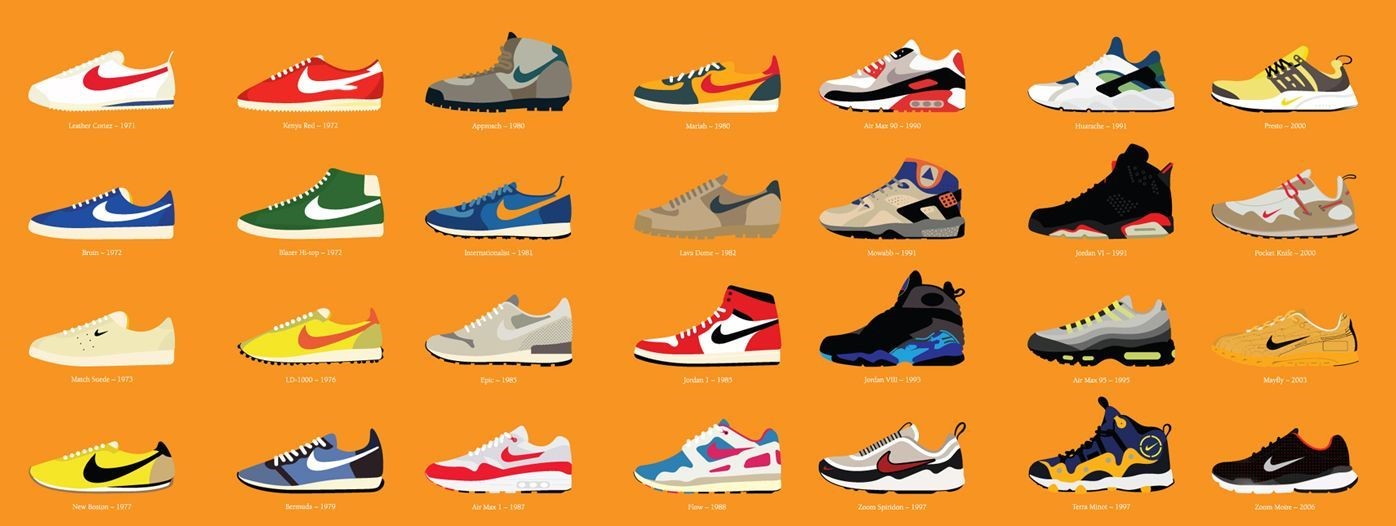 Leather Cortez – 1971
Kenya Red – 1972
Approach – 1980
Mariah – 1980
Air Max 90 – 1990
Huarache – 1991
Presto – 2000
Bruin – 1972
Blazer Hi-top – 1972
Internationalist – 1981
Lava Dome – 1982
Mowabb – 1991
Jordan VI – 1991
Pocket Knife – 2000
Match Suede – 1973
LD-1000 – 1976
Epic – 1985
Jordan 1 – 1985
Jordan VIII – 1993
Air Max 95 – 1995
Mayfly – 2003
New Boston – 1977
Bermuda – 1979
Air Max 1 – 1987
Flow – 1988
Zoom Spiridon – 1997
Terra Minot – 1997
Zoom Moire – 2006